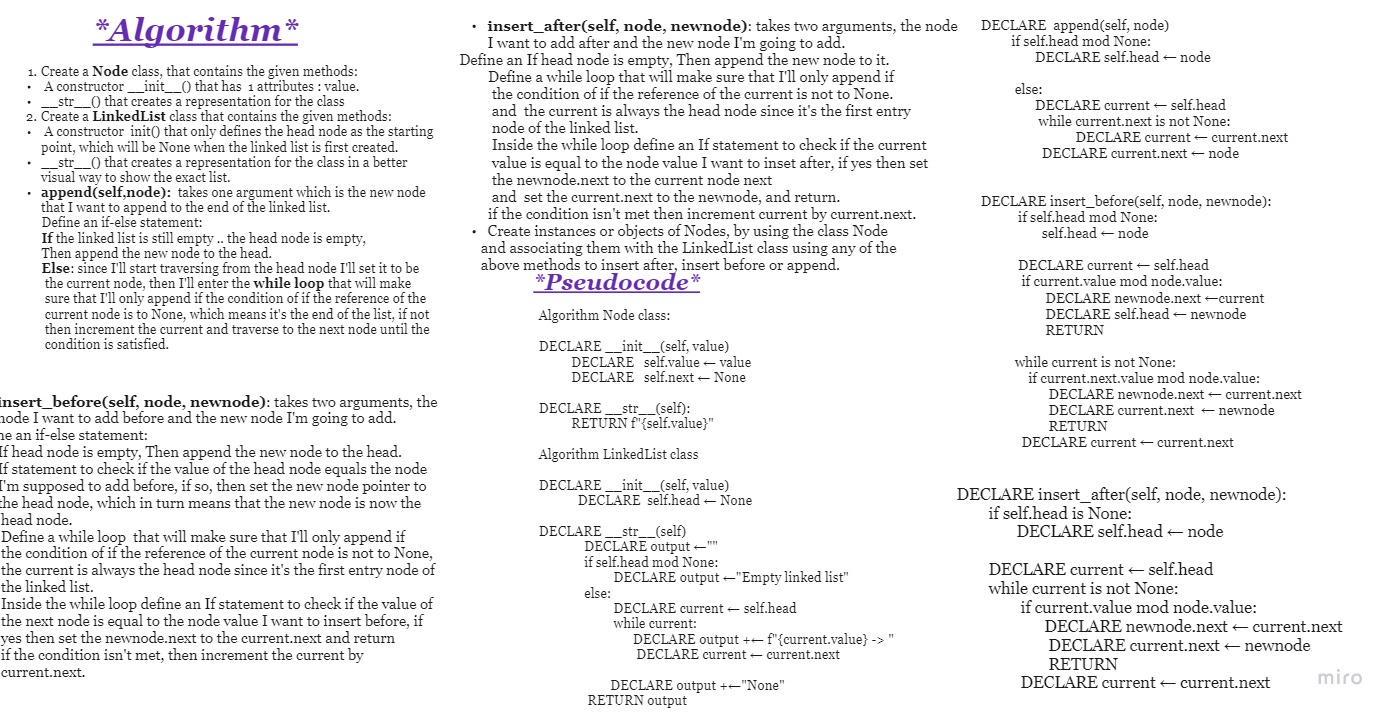 *Algorithm*
1. Create a Node class, that contains the given methods:
• A constructor __init__() that has 1 attributes : value.
• __str__() that creates a representation for the class
2. Create a LinkedList class that contains the given methods:
• A constructor init() that only defines the head node as the starting
point, which will be None when the linked list is first created.
• __str__() that creates a representation for the class in a better
visual way to show the exact list.
• append(self,node): takes one argument which is the new node
that I want to append to the end of the linked list.
Define an if-else statement:
If the linked list is still empty .. the head node is empty,
Then append the new node to the head.
Else: since I'll start traversing from the head node I'll set it to be
the current node, then I'll enter the while loop that will make
sure that I'll only append if the condition of if the reference of the
current node is to None, which means it's the end of the list, if not
then increment the current and traverse to the next node until the
condition is satisfied.
insert_before(self, node, newnode): takes two arguments, the
node I want to add before and the new node I'm going to add.
ne an if-else statement:
If head node is empty, Then append the new node to the head.
If statement to check if the value of the head node equals the node
I'm supposed to add before, if so, then set the new node pointer to
the head node, which in turn means that the new node is now the
head node.
Define a while loop that will make sure that I'll only append if
the condition of if the reference of the current node is not to None,
the current is always the head node since it's the first entry node of
the linked list.
Inside the while loop define an If statement to check if the value of
the next node is equal to the node value I want to insert before, if
yes then set the newnode.next to the current.next and return
if the condition isn't met, then increment the current by
current.next.
• insert_after(self, node, newnode): takes two arguments, the node
I want to add after and the new node I'm going to add.
Define an If head node is empty, Then append the new node to it.
Define a while loop that will make sure that I'll only append if
the condition of if the reference of the current is not to None.
and the current is always the head node since it's the first entry
node of the linked list.
Inside the while loop define an If statement to check if the current
value is equal to the node value I want to inset after, if yes then set
the newnode.next to the current node next
and set the current.next to the newnode, and return.
if the condition isn't met then increment current by current.next.
• Create instances or objects of Nodes, by using the class Node
and associating them with the LinkedList class using any of the
above methods to insert after, insert before or append.
*Pseudocode*
Algorithm Node class:
DECLARE __init__(self, value)
DECLARE self.value ← value
DECLARE self.next ← None
DECLARE __str__(self):
RETURN f"{self.value}"
Algorithm LinkedList class
DECLARE __init__(self, value)
DECLARE self.head ← None
DECLARE __str__(self)
DECLARE output ←""
if self.head mod None:
DECLARE output ←"Empty linked list"
else:
DECLARE current ← self.head
while current:
DECLARE output +← f"{current.value} -> "
DECLARE current ← current.next
DECLARE output +←"None"
RETURN output
DECLARE append(self, node)
if self.head mod None:
DECLARE self.head ← node
else:
DECLARE current ← self.head
while current.next is not None:
DECLARE current ← current.next
DECLARE current.next ← node
DECLARE insert_before(self, node, newnode):
if self.head mod None:
self.head ← node
DECLARE current ← self.head
if current.value mod node.value:
DECLARE newnode.next ←current
DECLARE self.head ← newnode
RETURN
while current is not None:
if current.next.value mod node.value:
DECLARE newnode.next ← current.next
DECLARE current.next ← newnode
RETURN
DECLARE current ← current.next
DECLARE insert_after(self, node, newnode):
if self.head is None:
DECLARE self.head ← node
DECLARE current ← self.head
while current is not None:
if current.value mod node.value:
DECLARE newnode.next ← current.next
DECLARE current.next ← newnode
RETURN
DECLARE current ← current.next
miro